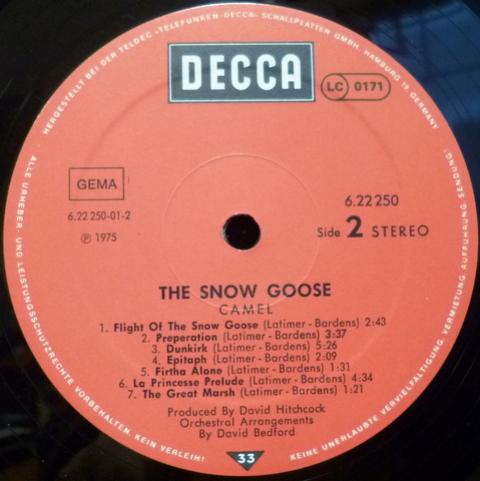 HERGESTELLT BEI DER TELDEC »TELEFUNKEN-DECCA« SCHALLPLATTEN GMBH, HAMBURG 19, GERMANY
DECCA
LC 0171
GEMA
6.22 250
6.22 250-01-2
Side 2 STEREO
℗ 1975
THE SNOW GOOSE
CAMEL
1. Flight Of The Snow Goose (Latimer - Bardens) 2:43
2. Preperation (Latimer - Bardens) 3:37
3. Dunkirk (Latimer - Bardens) 5:26
4. Epitaph (Latimer - Bardens) 2:09
5. Firtha Alone (Latimer - Bardens) 1:31
6. La Princesse Prelude (Latimer - Bardens) 4:34
7. The Great Marsh (Latimer - Bardens) 1:21
Produced By David Hitchcock
Orchestral Arrangements
By David Bedford
33
ALLE URHEBER- UND LEISTUNGSSCHUTZRECHTE VORBEHALTEN. KEIN VERLEIH!
KEINE UNERLAUBTE VERVIELFÄLTIGUNG, VERMIETUNG, AUFFÜHRUNG, SENDUNG!